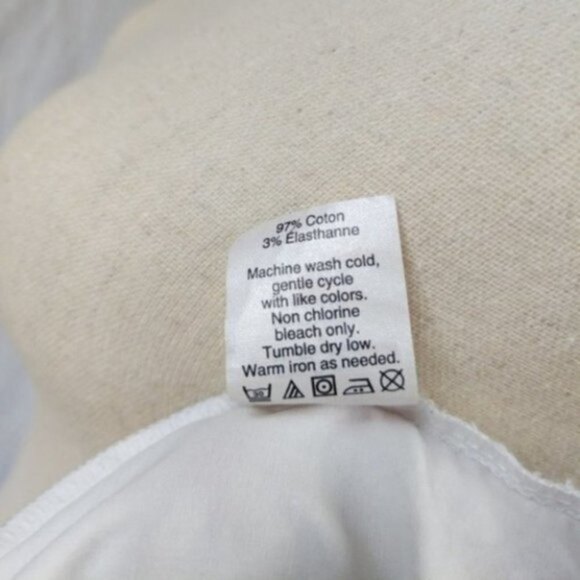 97% Coton
3% Élasthanne
Machine wash cold,
gentle cycle
with like colors.
Non chlorine
bleach only.
Tumble dry low.
Warm iron as needed.
30